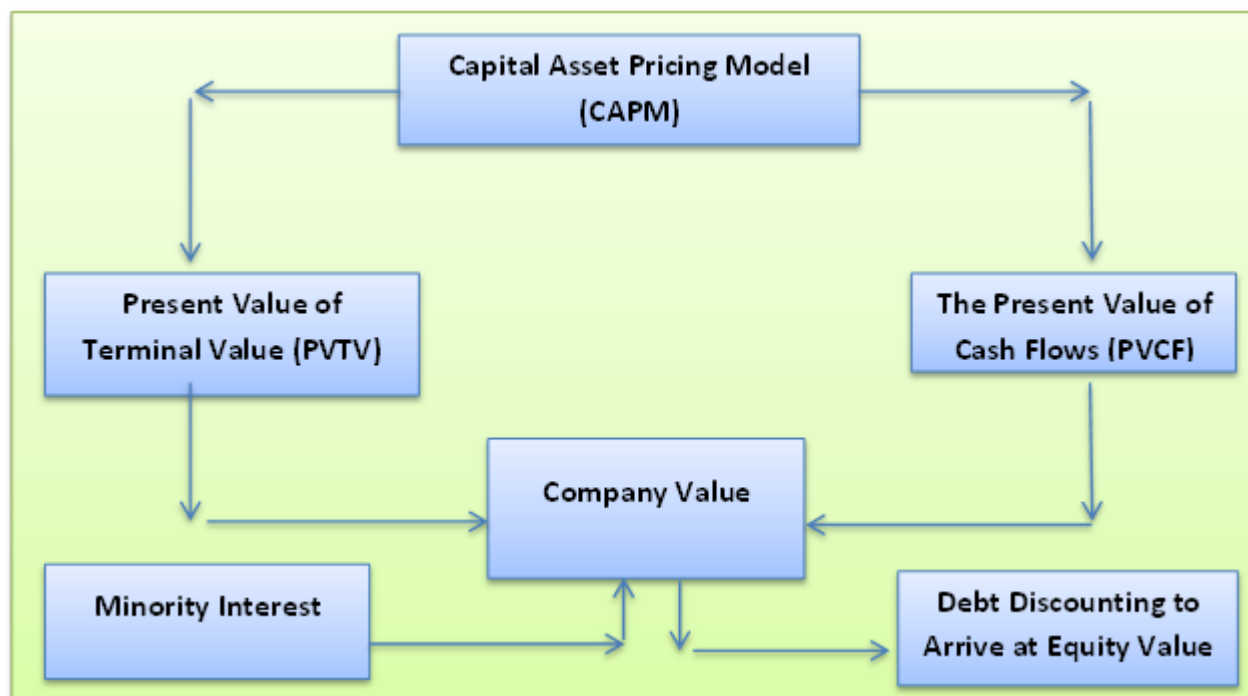 Capital Asset Pricing Model
(CAPM)
Present Value of
Terminal Value (PVTV)
The Present Value of
Cash Flows (PVCF)
Company Value
Minority Interest
Debt Discounting to
Arrive at Equity Value